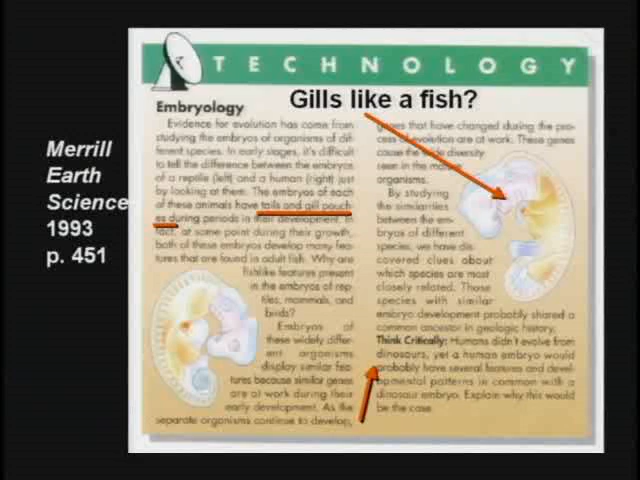 TECHNOLOGY
Gills like a fish?
Merrill
Earth
Science
1993
p. 451
Embryology
Evidence for evolution has come from
studying the embryos of organisms of dif-
ferent species. In early stages, it's difficult
to tell the difference between the embryos
of a reptile (left) and a human (right) just
by looking at them. The embryos of each
of these animals have tails and gill pouch-
es during periods in their development. In
fact, at some point during their growth,
both of these embryos develop many fea-
tures that are found in adult fish. Why are
fishlike features present
in the embryos of rep-
tiles, mammals, and
birds?
Embryos of
these widely differ-
ent organisms
display similar fea-
tures because similar genes
are at work during their
early development. As the
separate organisms continue to develop,
genes that have changed during the pro-
cess of evolution are at work. These genes
cause the wide diversity
seen in the mature
organisms.
By studying
the similarities
between the em-
bryos of different
species, we have dis-
covered clues about
which species are most
closely related. Those
species with similar
embryo development probably shared a
common ancestor in geologic history.
Think Critically: Humans didn't evolve from
dinosaurs, yet a human embryo would
probably have several features and devel-
opmental patterns in common with a
dinosaur embryo. Explain why this would
be the case.